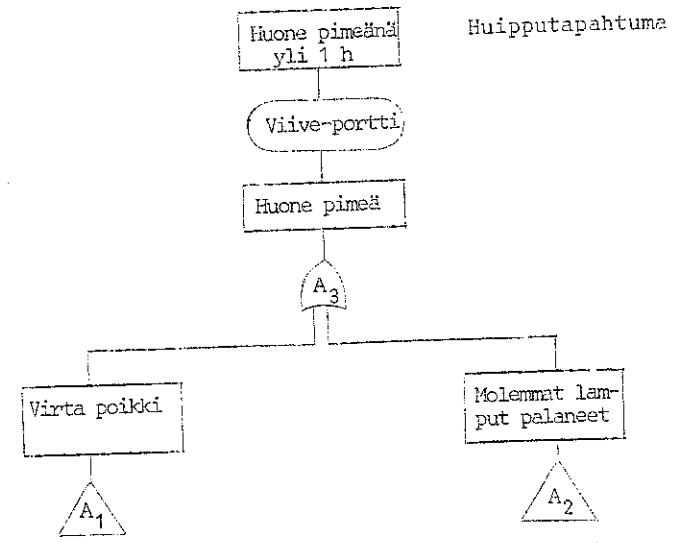 Huone pimeänä
yli 1 h
Huipputapahtuma
Viive-portti
Huone pimeä
A3
Virta poikki
Molemmat lam-
put palaneet
A1
A2